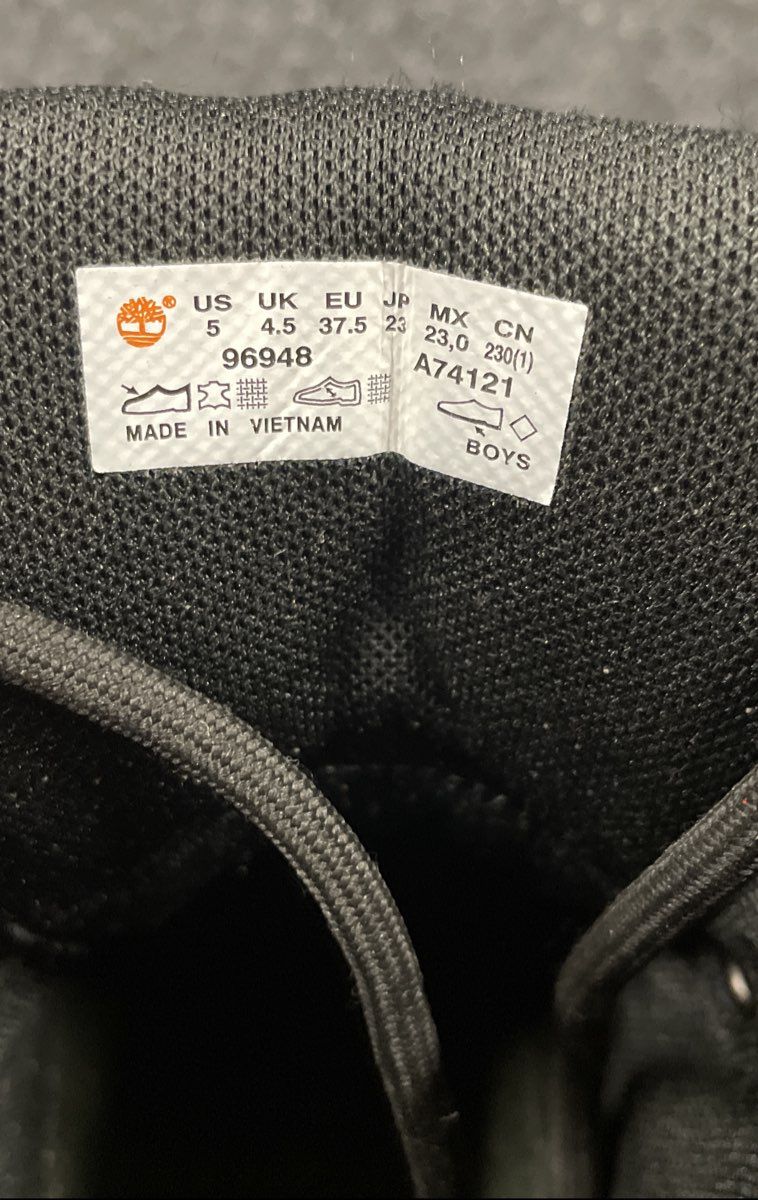 ® US UK EU JP MX CN
5 4.5 37.5 23 23,0 230(1)
96948 A74121
MADE IN VIETNAM BOYS